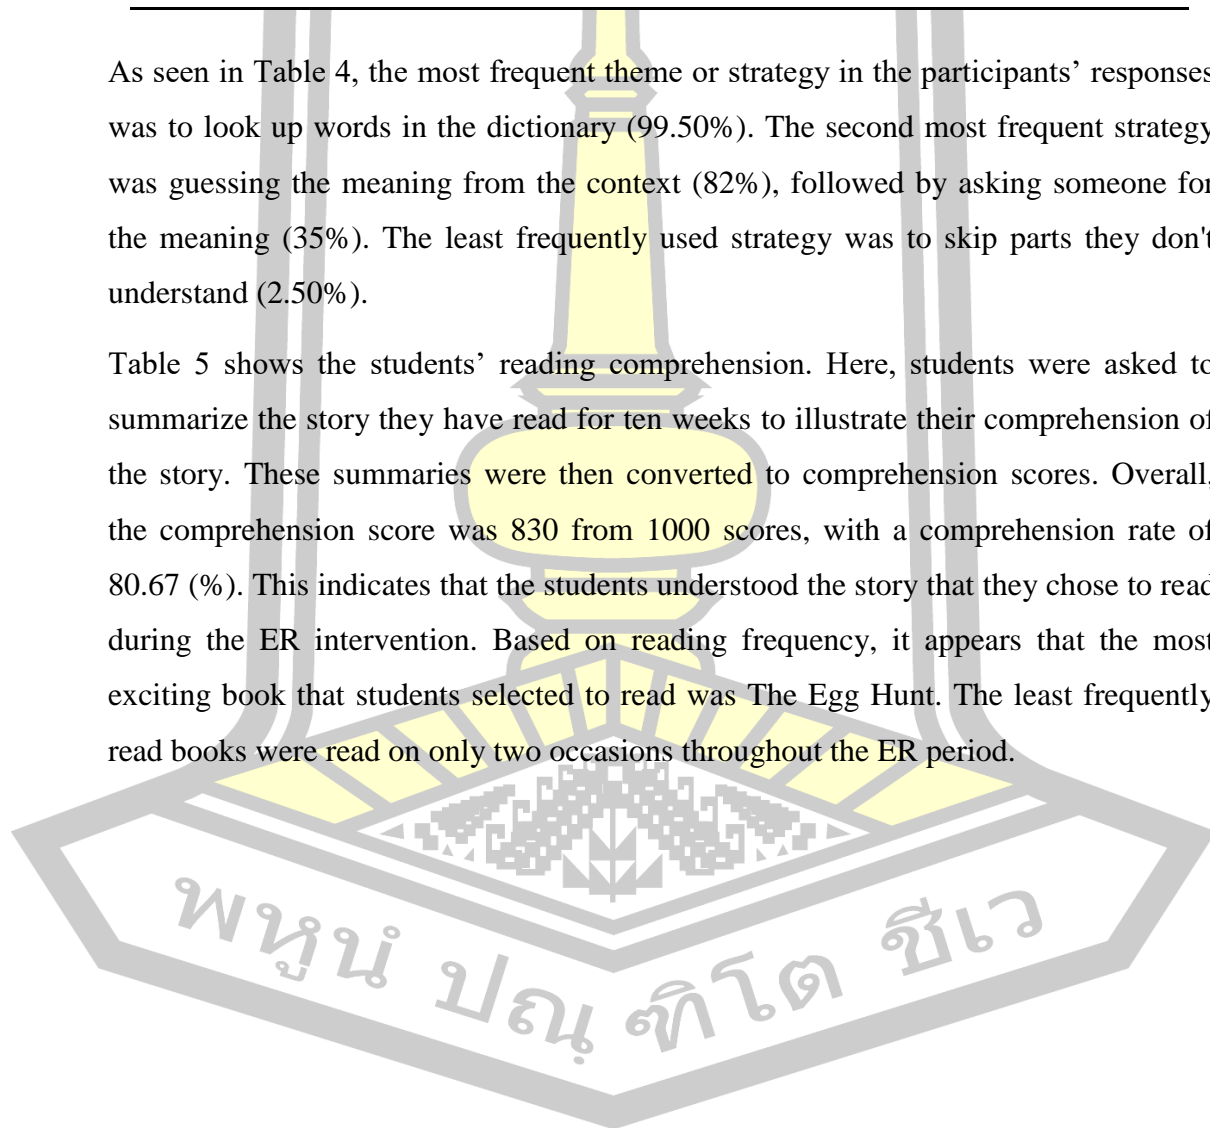 As seen in Table 4, the most frequent theme or strategy in the participants’ responses
was to look up words in the dictionary (99.50%). The second most frequent strategy
was guessing the meaning from the context (82%), followed by asking someone for
the meaning (35%). The least frequently used strategy was to skip parts they don't
understand (2.50%).
Table 5 shows the students’ reading comprehension. Here, students were asked to
summarize the story they have read for ten weeks to illustrate their comprehension of
the story. These summaries were then converted to comprehension scores. Overall,
the comprehension score was 830 from 1000 scores, with a comprehension rate of
80.67 (%). This indicates that the students understood the story that they chose to read
during the ER intervention. Based on reading frequency, it appears that the most
exciting book that students selected to read was The Egg Hunt. The least frequently
read books were read on only two occasions throughout the ER period.
พหูนํ ปณฺ ฑิโต ชีเว